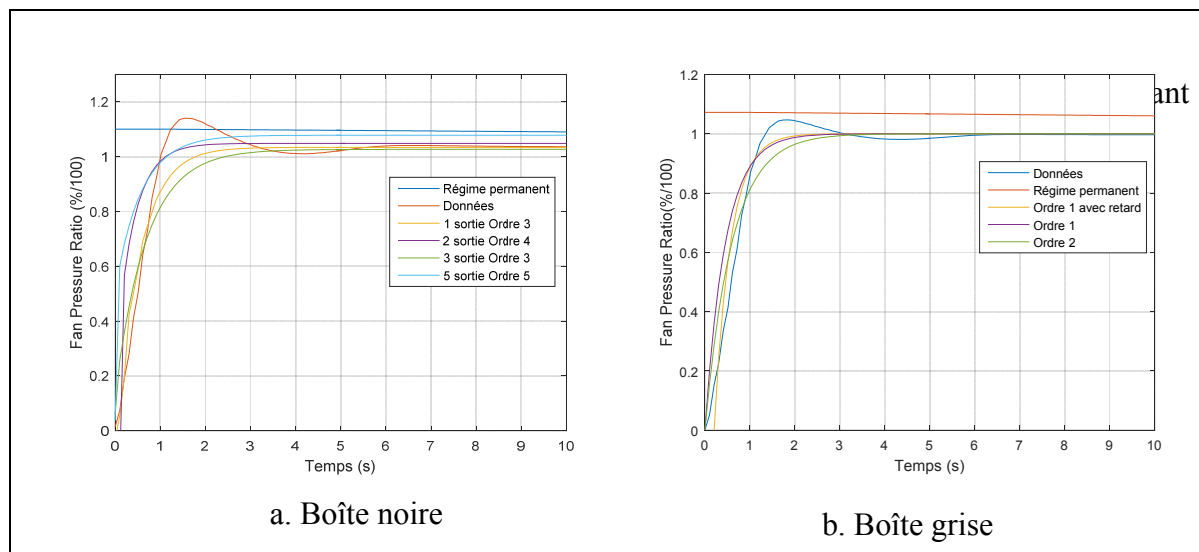 ant
1.2
1
0.8
0.6
0.4
0.2
0
0 1 2 3 4 5 6 7 8 9 10
Fan Pressure Ratio (%/100)
Temps (s)
Régime permanent
Données
1 sortie Ordre 3
2 sortie Ordre 4
3 sortie Ordre 3
5 sortie Ordre 5
a. Boîte noire
1.2
1
0.8
0.6
0.4
0.2
0
0 1 2 3 4 5 6 7 8 9 10
Fan Pressure Ratio(%/100)
Temps (s)
Données
Régime permanent
Ordre 1 avec retard
Ordre 1
Ordre 2
b. Boîte grise